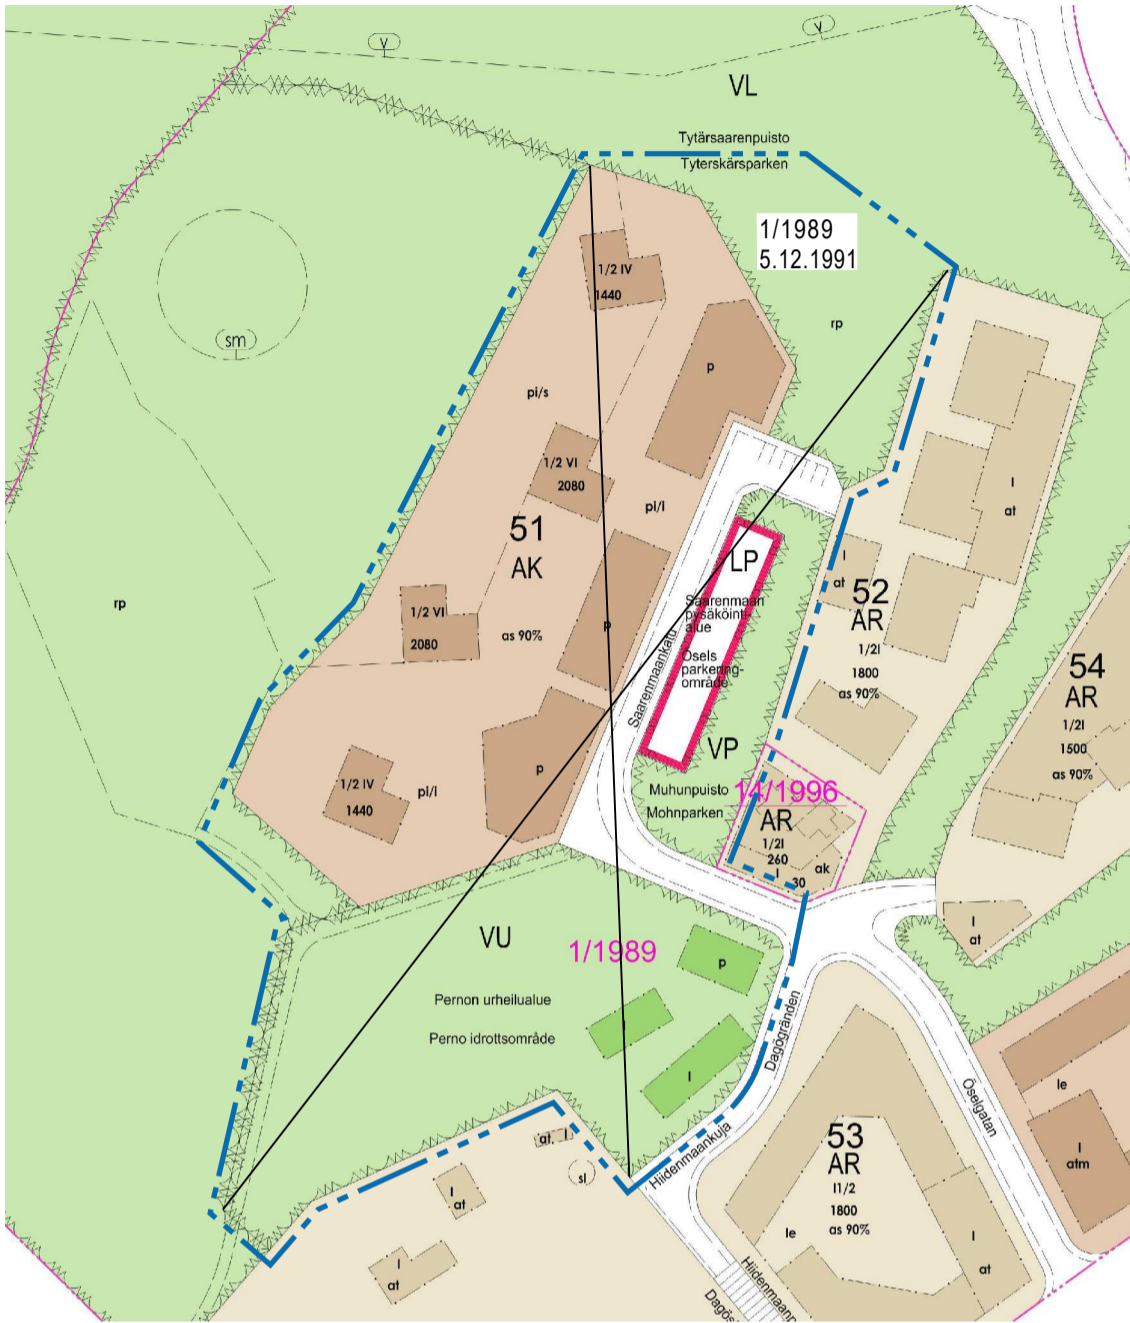 v
v
VL
Tytärsaarenpuisto
Tyterskärsparken
1/1989
5.12.1991
rp
sm
1/2 IV
1440
p
pi/s
1/2 VI
2080
pi/l
51
AK
as 90%
1/2 VI
2080
p
rp
LP
Saarenmaan
pysäköinti-
alue
Ösels
parkering-
område
Saarenmaankatu
l
at
l
at
52
AR
1/2l
1800
as 90%
54
AR
1/2l
1500
as 90%
VP
Muhunpuisto
Mohnparken
14/1996
AR
1/2l
260
l
30
ak
1/2 IV
1440
pi/l
p
VU
1/1989
Pernon urheilualue
Perno idrottsområde
p
l
l
at
Dagögränden
Hiidenmaankuja
Öselgatan
at
l
sl
l
at
l
at
53
AR
l1/2
1800
as 90%
le
l
at
le
l
atm